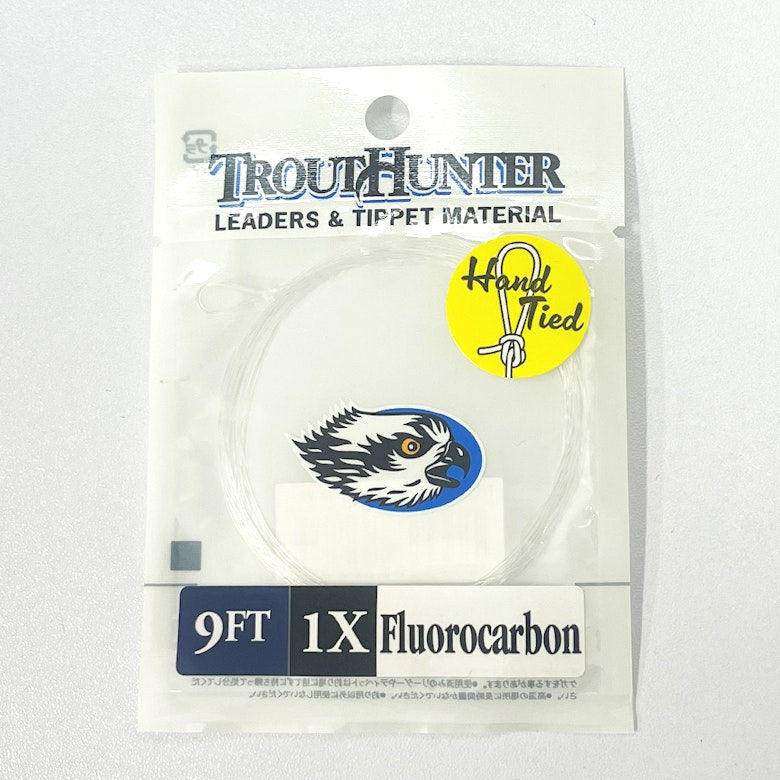 TROUTHUNTER
LEADERS & TIPPET MATERIAL
Hand
Tied
9FT
1X
Fluorocarbon